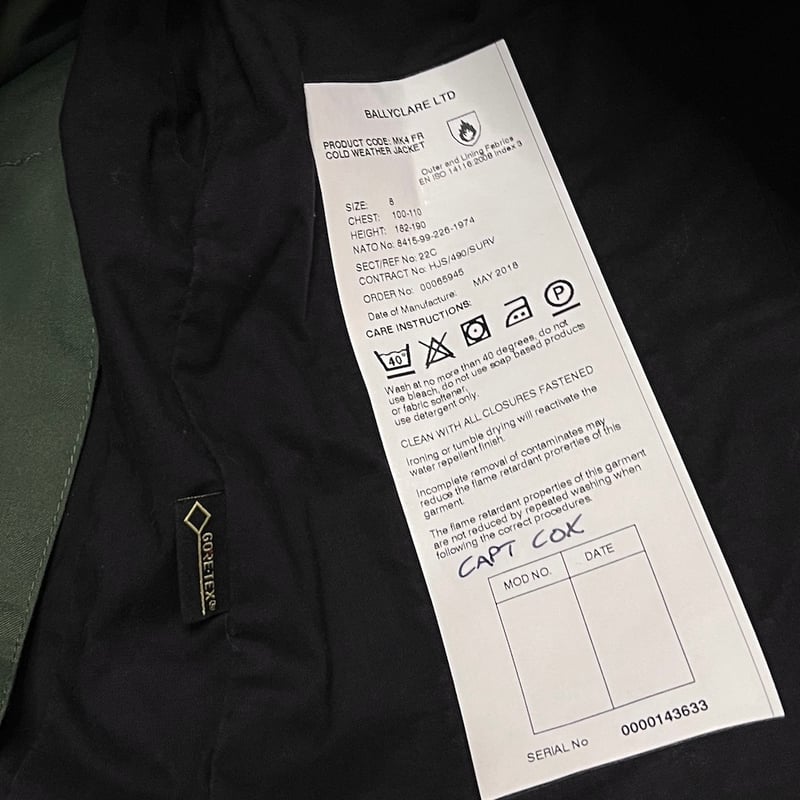 BALLYCLARE LTD
PRODUCT CODE: MK4 FR
COLD WEATHER JACKET
Outer and Lining Fabrics
EN ISO 14116:2008 Index 3
SIZE: 8
CHEST: 100-110
HEIGHT: 182-190
NATO No: 8415-99-226-1974
SECT/REF No: 22C
CONTRACT No: HJS/490/SURV
ORDER No: 00065945
Date of Manufacture: MAY 2018
CARE INSTRUCTIONS:
40°
P
Wash at no more than 40 degrees, do not
use bleach, do not use soap based products
or fabric softener.
use detergent only.
CLEAN WITH ALL CLOSURES FASTENED
Ironing or tumble drying will reactivate the
water repellent finish.
Incomplete removal of contaminates may
reduce the flame retardant prorerties of this
garment.
The flame retardant properties of this garment
are not reduced by repeated washing when
following the correct procedures.
CAPT COX
MOD NO. DATE
SERIAL No 0000143633
GORE-TEX®